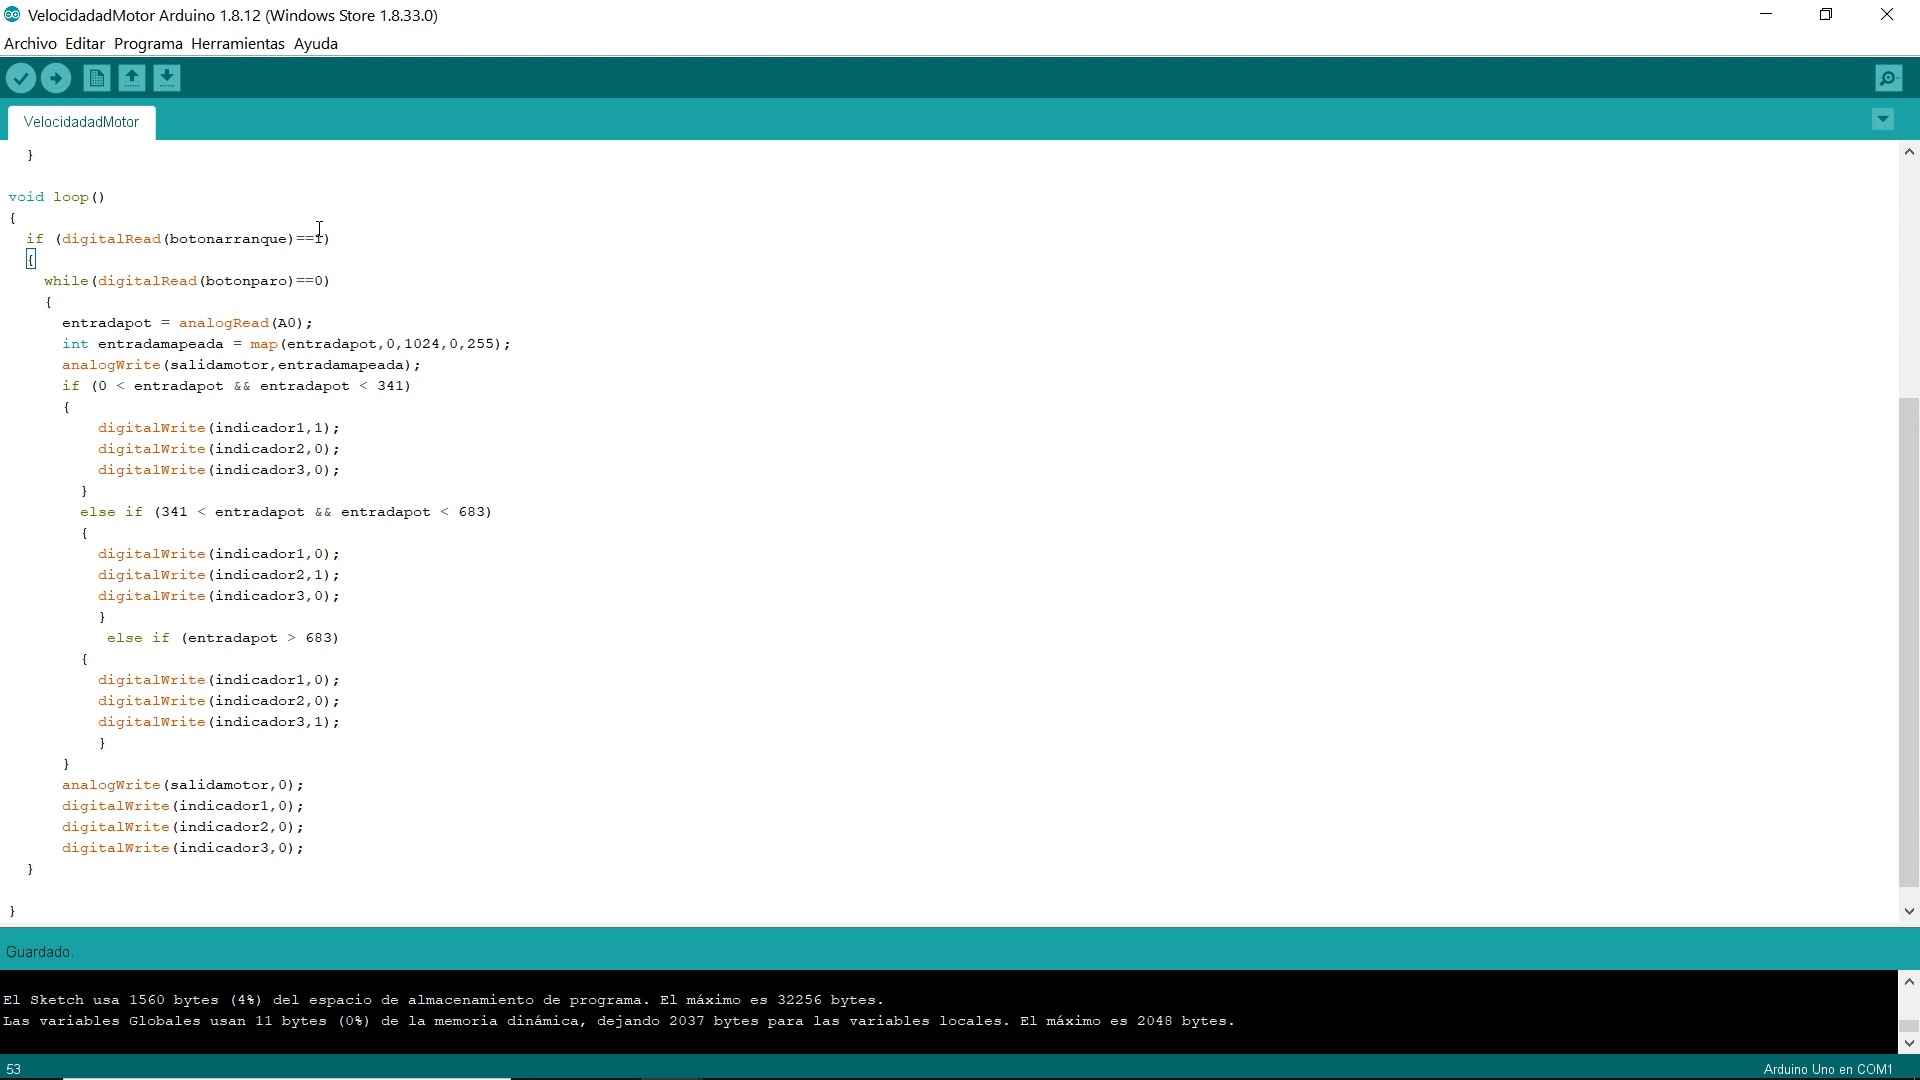 VelocidadadMotor Arduino 1.8.12 (Windows Store 1.8.33.0)
Archivo Editar Programa Herramientas Ayuda
VelocidadadMotor
}
void loop()
{
if (digitalRead(botonarranque)==1)
{
while(digitalRead(botonparo)==0)
{
entradapot = analogRead(A0);
int entradamapeada = map(entradapot,0,1024,0,255);
analogWrite(salidamotor,entradamapeada);
if (0 < entradapot && entradapot < 341)
{
digitalWrite(indicador1,1);
digitalWrite(indicador2,0);
digitalWrite(indicador3,0);
}
else if (341 < entradapot && entradapot < 683)
{
digitalWrite(indicador1,0);
digitalWrite(indicador2,1);
digitalWrite(indicador3,0);
}
else if (entradapot > 683)
{
digitalWrite(indicador1,0);
digitalWrite(indicador2,0);
digitalWrite(indicador3,1);
}
}
analogWrite(salidamotor,0);
digitalWrite(indicador1,0);
digitalWrite(indicador2,0);
digitalWrite(indicador3,0);
}
}
Guardado.
El Sketch usa 1560 bytes (4%) del espacio de almacenamiento de programa. El máximo es 32256 bytes.
Las variables Globales usan 11 bytes (0%) de la memoria dinámica, dejando 2037 bytes para las variables locales. El máximo es 2048 bytes.
53
Arduino Uno en COM1